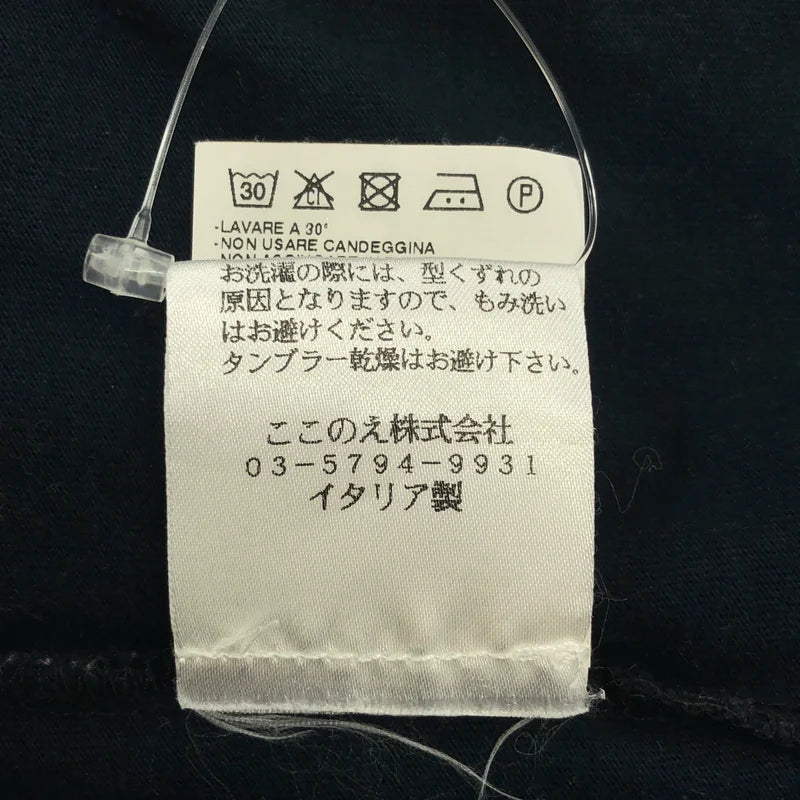 30 CL P
-LAVARE A 30°
-NON USARE CANDEGGINA
お洗濯の際には、型くずれの
原因となりますので、もみ洗い
はお避けください。
タンブラー乾燥はお避け下さい。
ここのえ株式会社
03-5794-9931
イタリア製